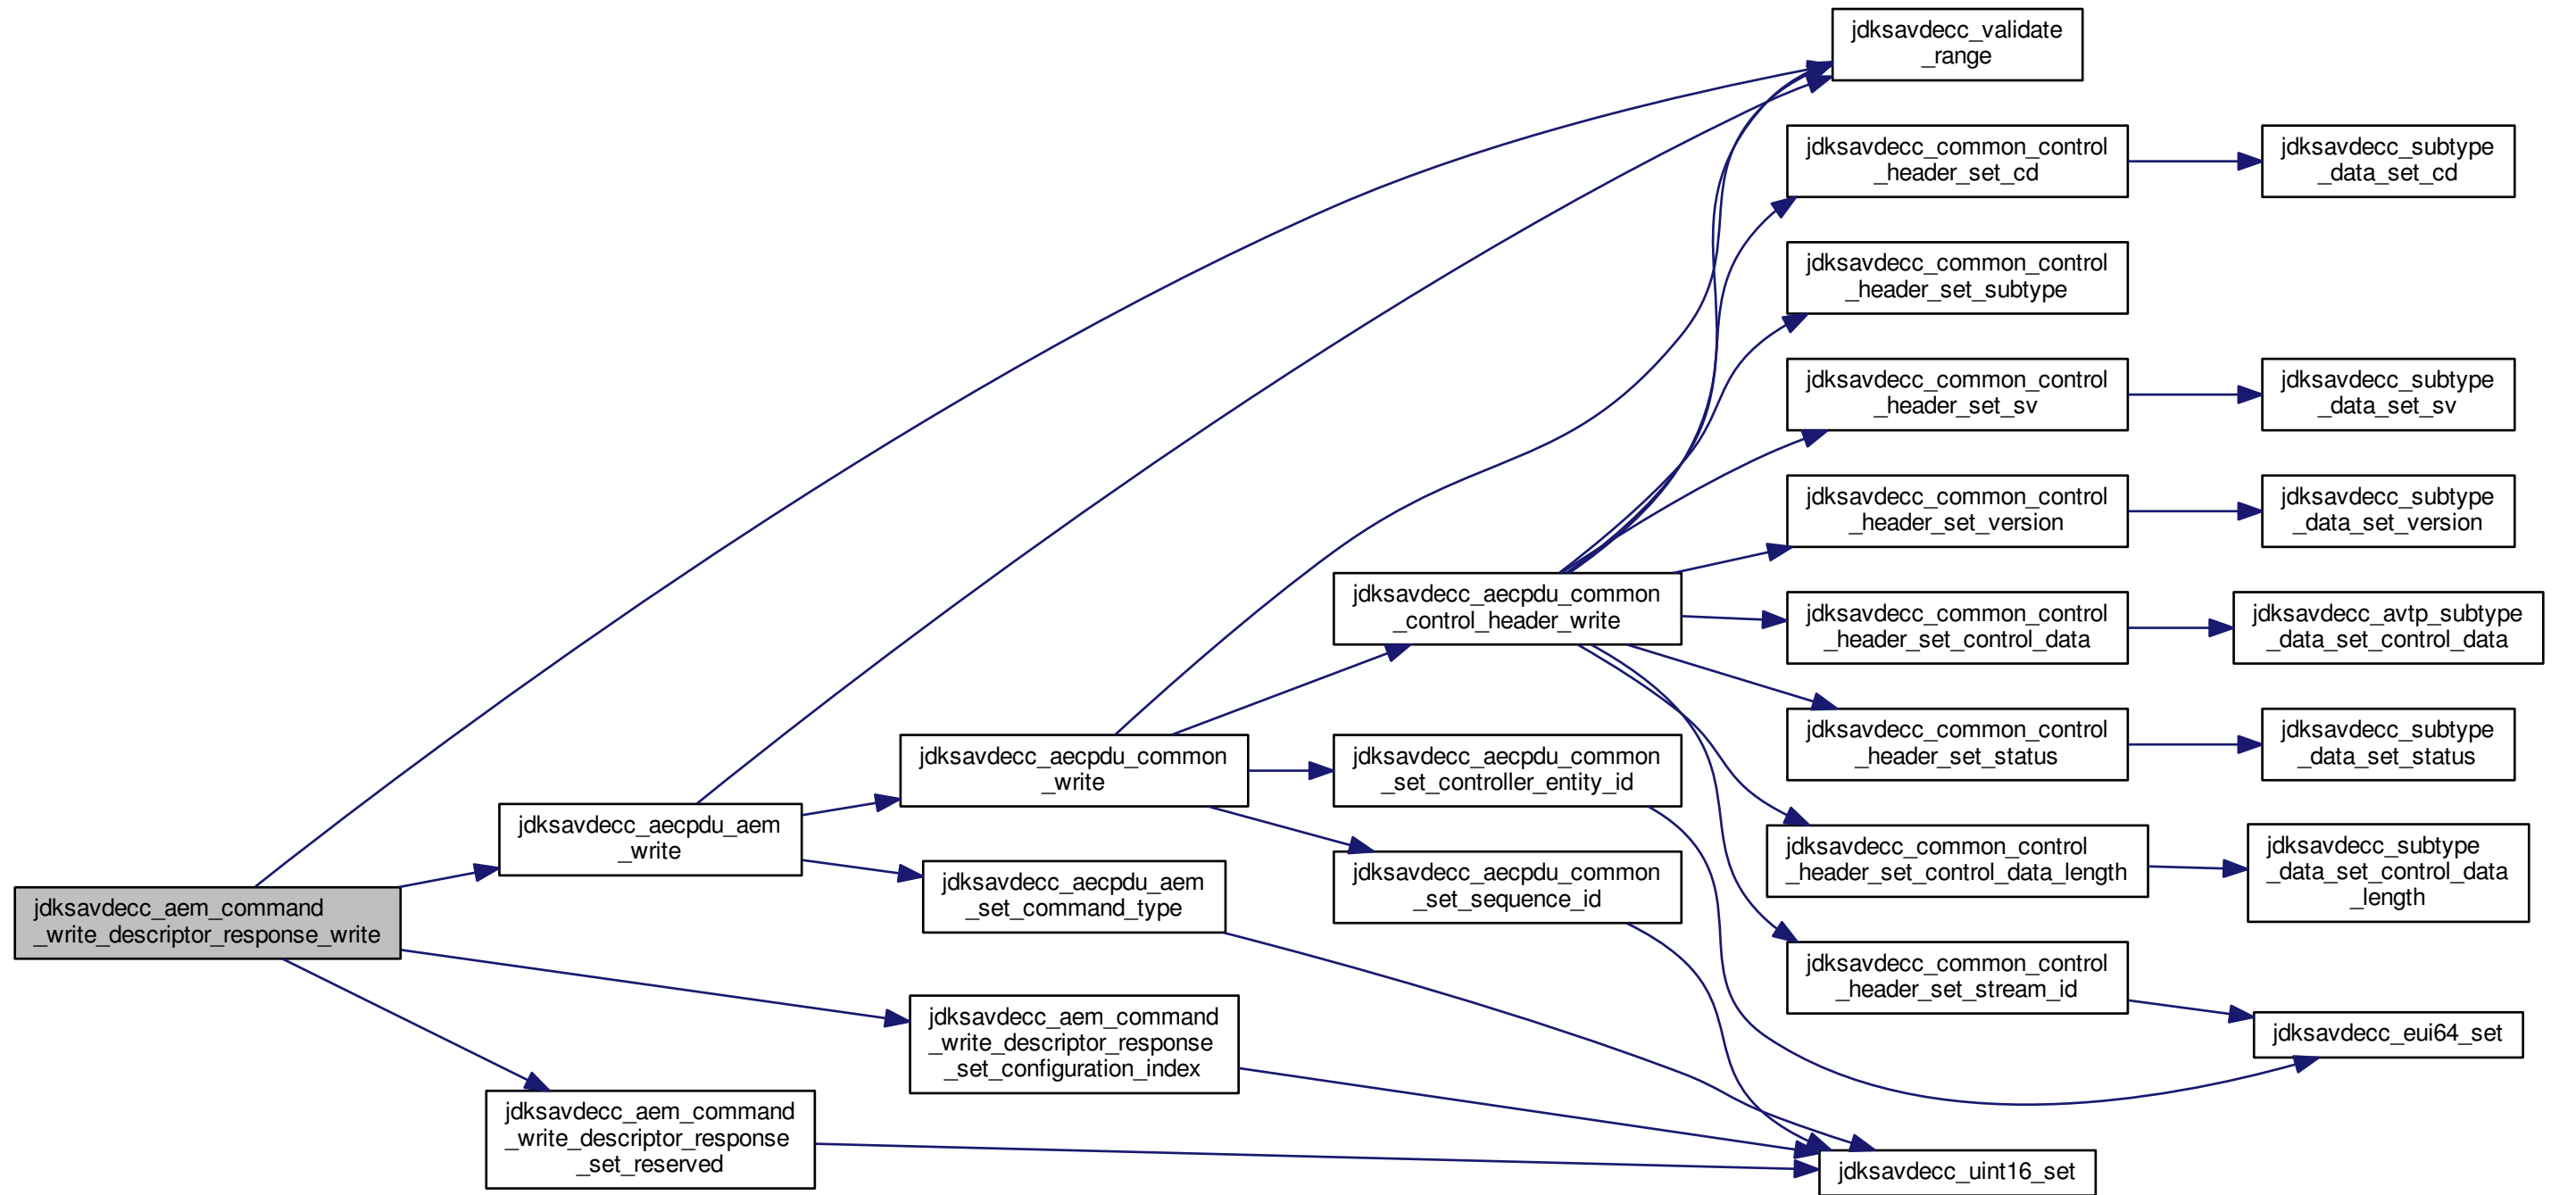 jdksavdecc_aem_command
_write_descriptor_response_write
jdksavdecc_aecpdu_aem
_write
jdksavdecc_aem_command
_write_descriptor_response
_set_reserved
jdksavdecc_aecpdu_common
_write
jdksavdecc_aecpdu_aem
_set_command_type
jdksavdecc_aem_command
_write_descriptor_response
_set_configuration_index
jdksavdecc_aecpdu_common
_control_header_write
jdksavdecc_aecpdu_common
_set_controller_entity_id
jdksavdecc_aecpdu_common
_set_sequence_id
jdksavdecc_validate
_range
jdksavdecc_common_control
_header_set_cd
jdksavdecc_common_control
_header_set_subtype
jdksavdecc_common_control
_header_set_sv
jdksavdecc_common_control
_header_set_version
jdksavdecc_common_control
_header_set_control_data
jdksavdecc_common_control
_header_set_status
jdksavdecc_common_control
_header_set_control_data_length
jdksavdecc_common_control
_header_set_stream_id
jdksavdecc_uint16_set
jdksavdecc_subtype
_data_set_cd
jdksavdecc_subtype
_data_set_sv
jdksavdecc_subtype
_data_set_version
jdksavdecc_avtp_subtype
_data_set_control_data
jdksavdecc_subtype
_data_set_status
jdksavdecc_subtype
_data_set_control_data
_length
jdksavdecc_eui64_set